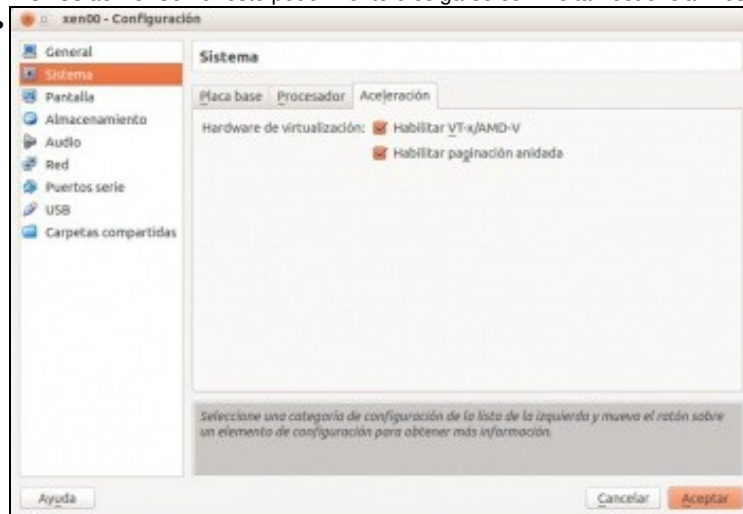 xen00 - Configuración
General
Sistema
Pantalla
Almacenamiento
Audio
Red
Puertos serie
USB
Carpetas compartidas
Sistema
Placa base Procesador Aceleración
Hardware de virtualización: Habilitar VT-x/AMD-V
Habilitar paginación anidada
Seleccione una categoría de configuración de la lista de la izquierda y mueva el ratón sobre
un elemento de configuración para obtener más información.
Ayuda Cancelar Aceptar